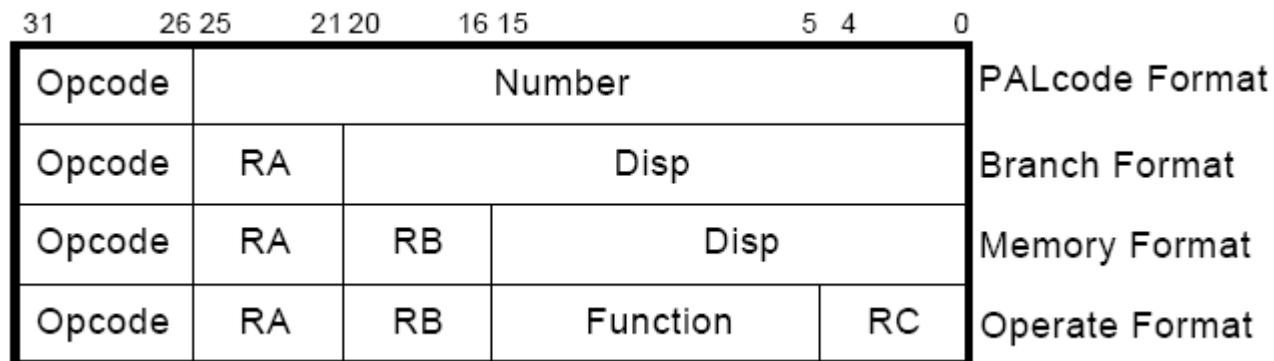 31 26 25 21 20 16 15 5 4 0
Opcode Number PALcode Format
Opcode RA Disp Branch Format
Opcode RA RB Disp Memory Format
Opcode RA RB Function RC Operate Format